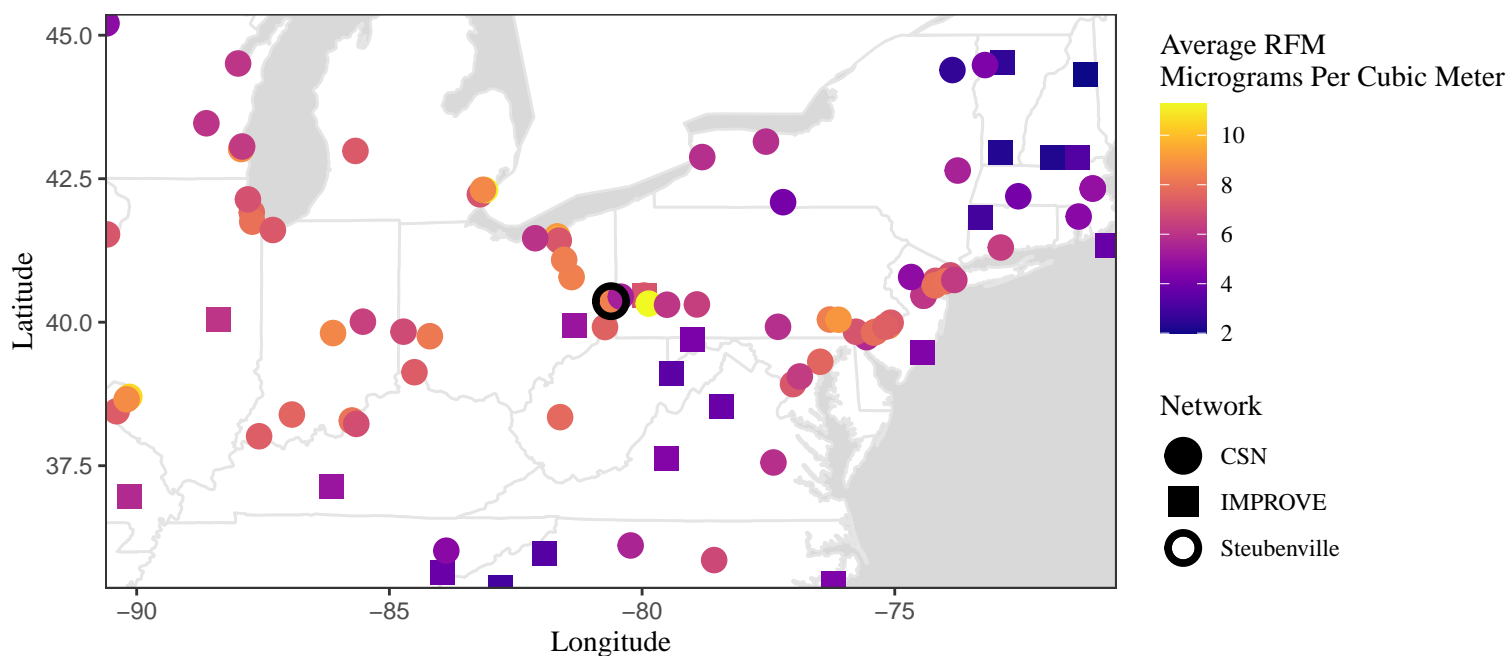 45.0
42.5
40.0
37.5
Latitude
−90
−85
−80
−75
Longitude
Average RFM
Micrograms Per Cubic Meter
10
8
6
4
2
Network
CSN
IMPROVE
Steubenville